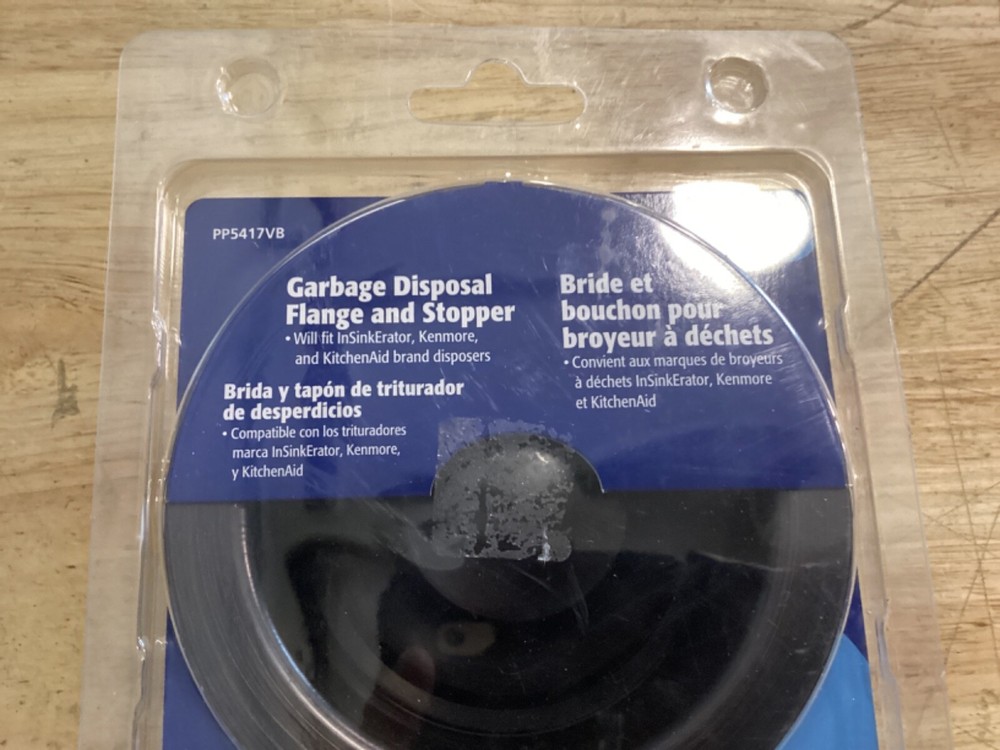 PP5417VB
Garbage Disposal
Flange and Stopper
• Will fit InSinkErator, Kenmore,
and KitchenAid brand disposers
Brida y tapón de triturador
de desperdicios
• Compatible con los trituradores
marca InSinkErator, Kenmore,
y KitchenAid
Bride et
bouchon pour
broyeur à déchets
• Convient aux marques de broyeurs
à déchets InSinkErator, Kenmore
et KitchenAid